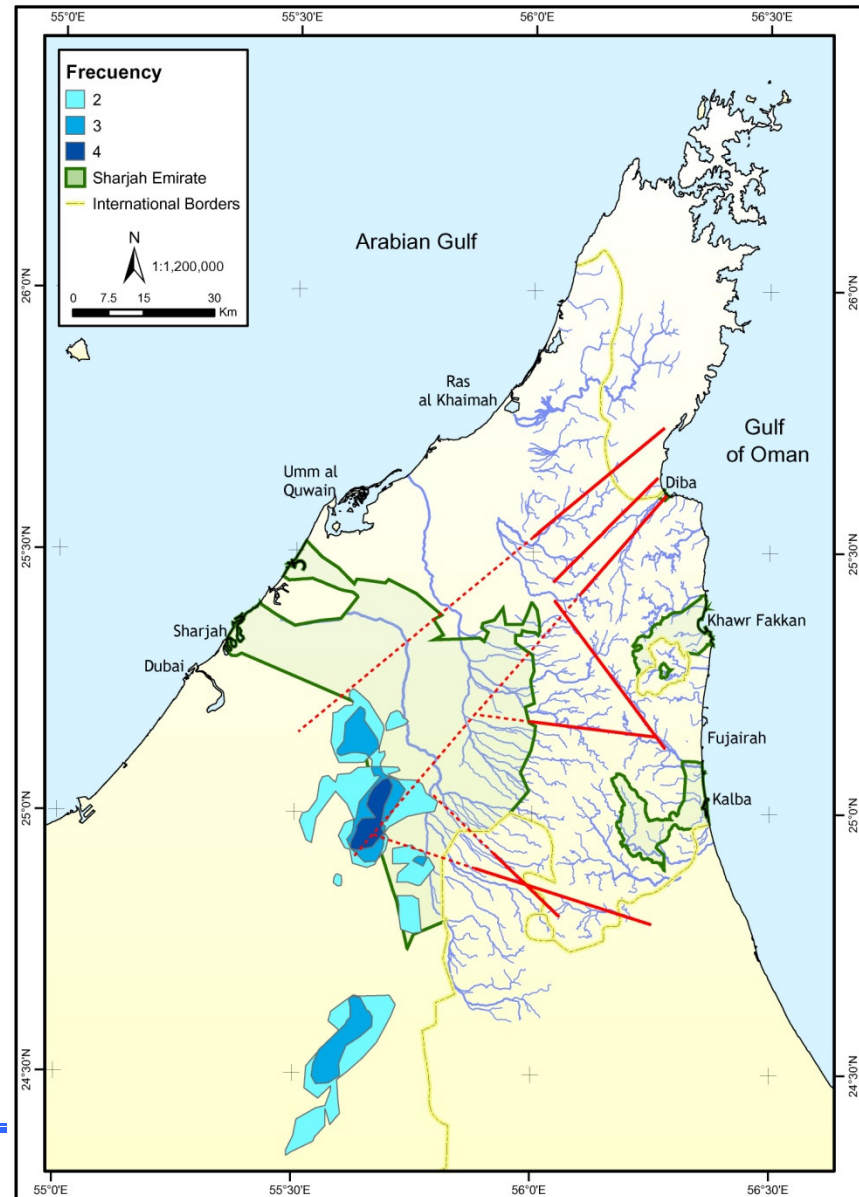 55°0'E
55°30'E
56°0'E
56°30'E
Frecuency
2
3
4
Sharjah Emirate
International Borders
N
1:1,200,000
0 7.5 15 30
Km
Arabian Gulf
26°0'N
26°0'N
Ras
al Khaimah
Gulf
of Oman
Umm al
Quwain
Diba
25°30'N
25°30'N
Sharjah
Khawr Fakkan
Dubai
Fujairah
Kalba
25°0'N
25°0'N
24°30'N
24°30'N
55°0'E
55°30'E
56°0'E
56°30'E